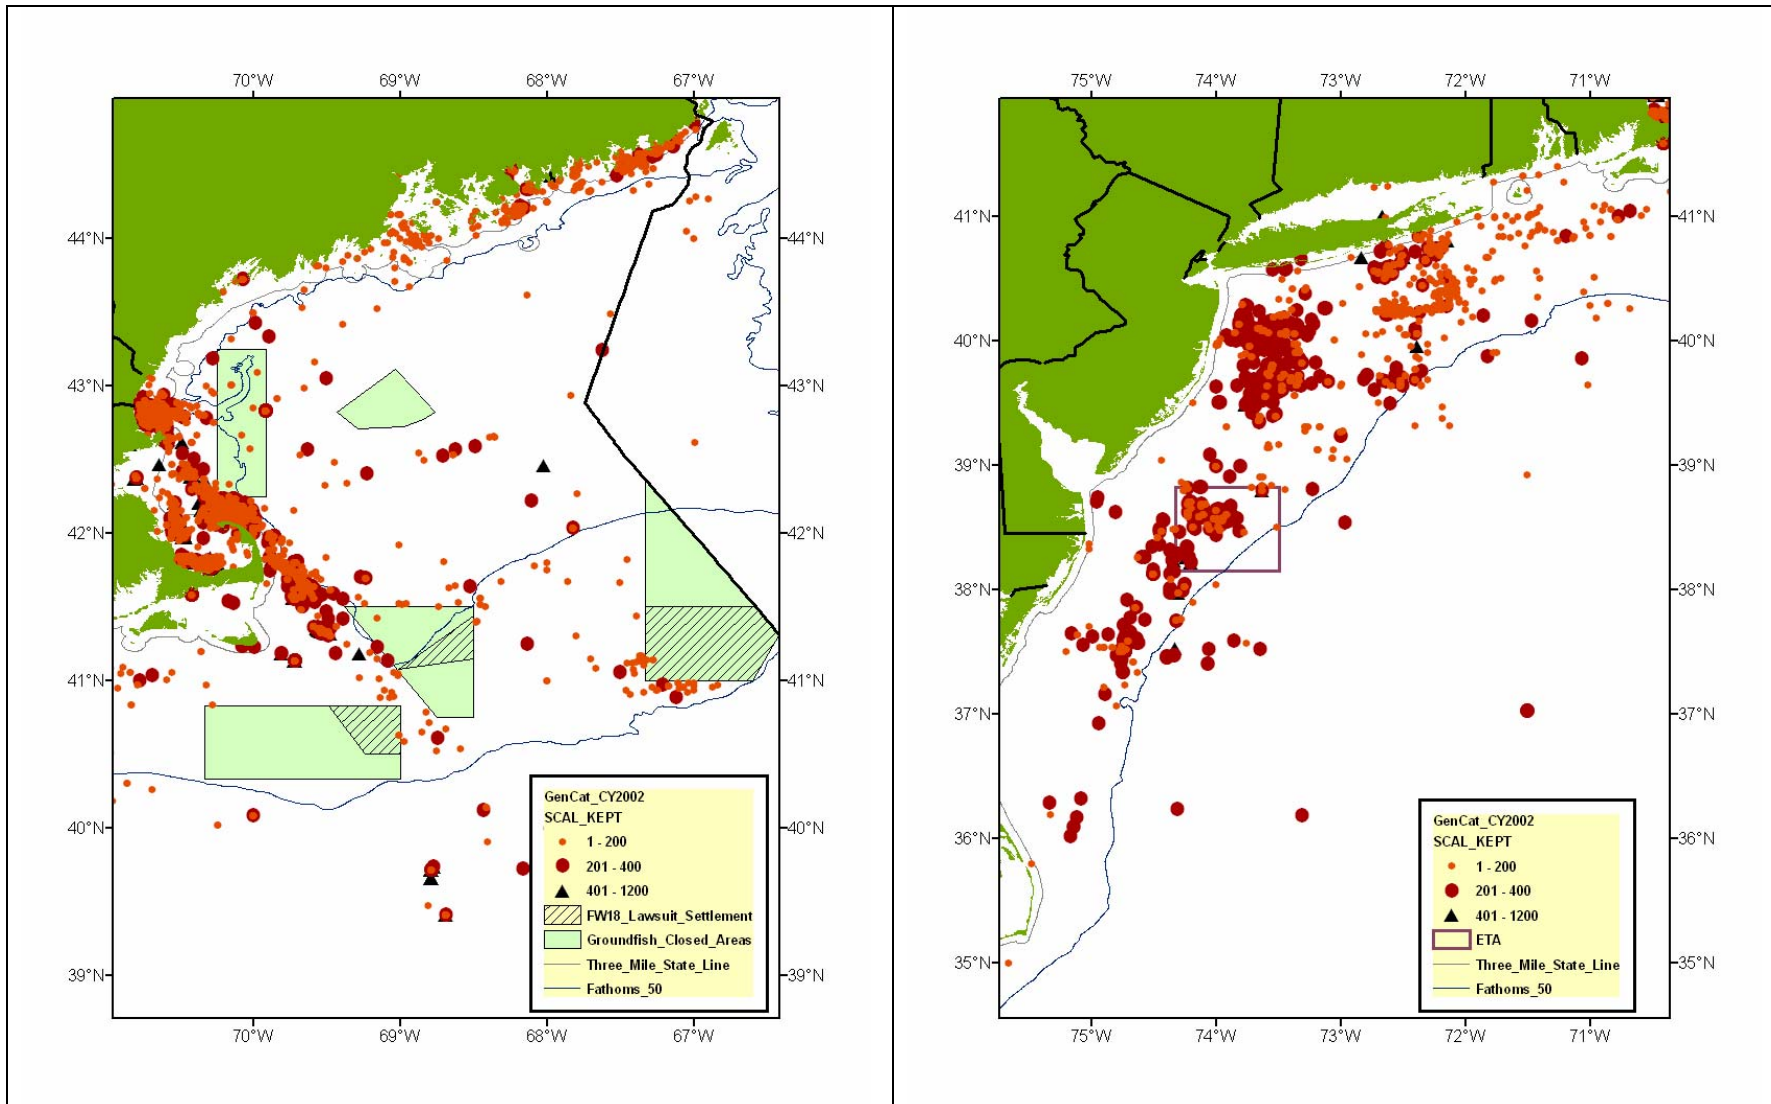 70°W 69°W 68°W 67°W
44°N 44°N
43°N 43°N
42°N 42°N
41°N 41°N
40°N 40°N
39°N 39°N
GenCat_CY2002
SCAL_KEPT
1 - 200
201 - 400
401 - 1200
FW18_Lawsuit_Settlement
Groundfish_Closed_Areas
Three_Mile_State_Line
Fathoms_50
70°W 69°W 68°W 67°W
75°W 74°W 73°W 72°W 71°W
41°N 41°N
40°N 40°N
39°N 39°N
38°N 38°N
37°N 37°N
36°N 36°N
35°N 35°N
GenCat_CY2002
SCAL_KEPT
1 - 200
201 - 400
401 - 1200
ETA
Three_Mile_State_Line
Fathoms_50
75°W 74°W 73°W 72°W 71°W